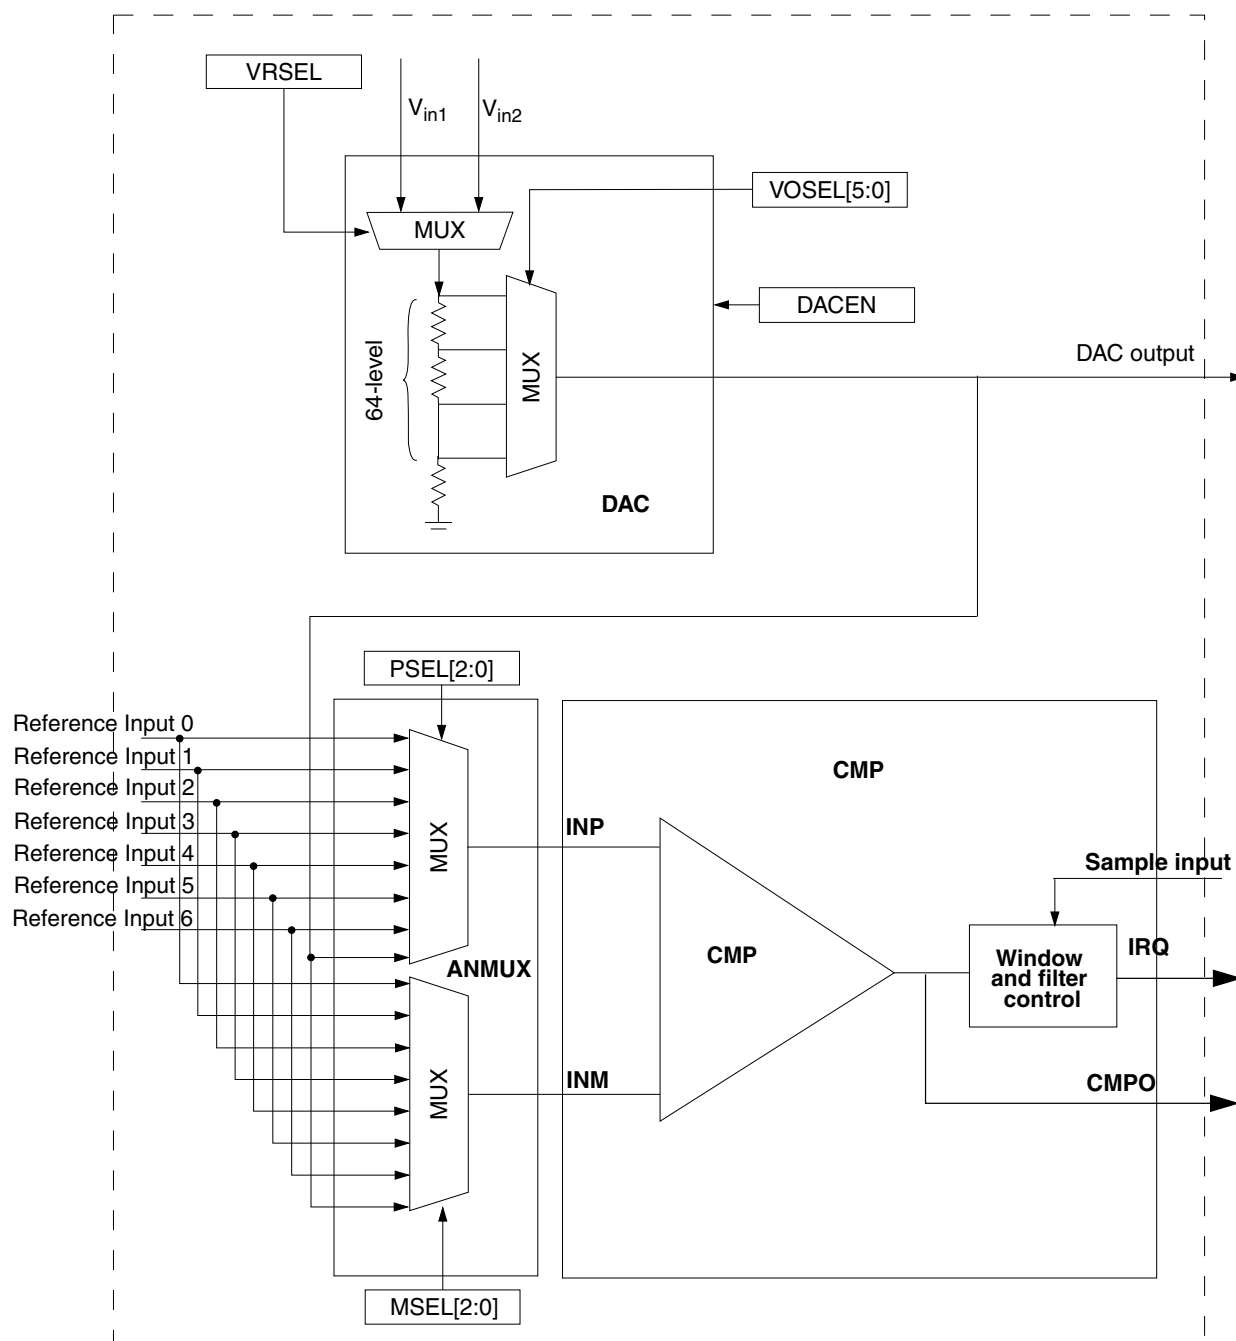 VRSEL
Vin1
Vin2
VOSEL[5:0]
MUX
DACEN
64-level
MUX
DAC output
DAC
PSEL[2:0]
Reference Input 0
Reference Input 1
Reference Input 2
Reference Input 3
Reference Input 4
Reference Input 5
Reference Input 6
MUX
ANMUX
MUX
MSEL[2:0]
CMP
INP
INM
CMP
Sample input
Window
and filter
control
IRQ
CMPO